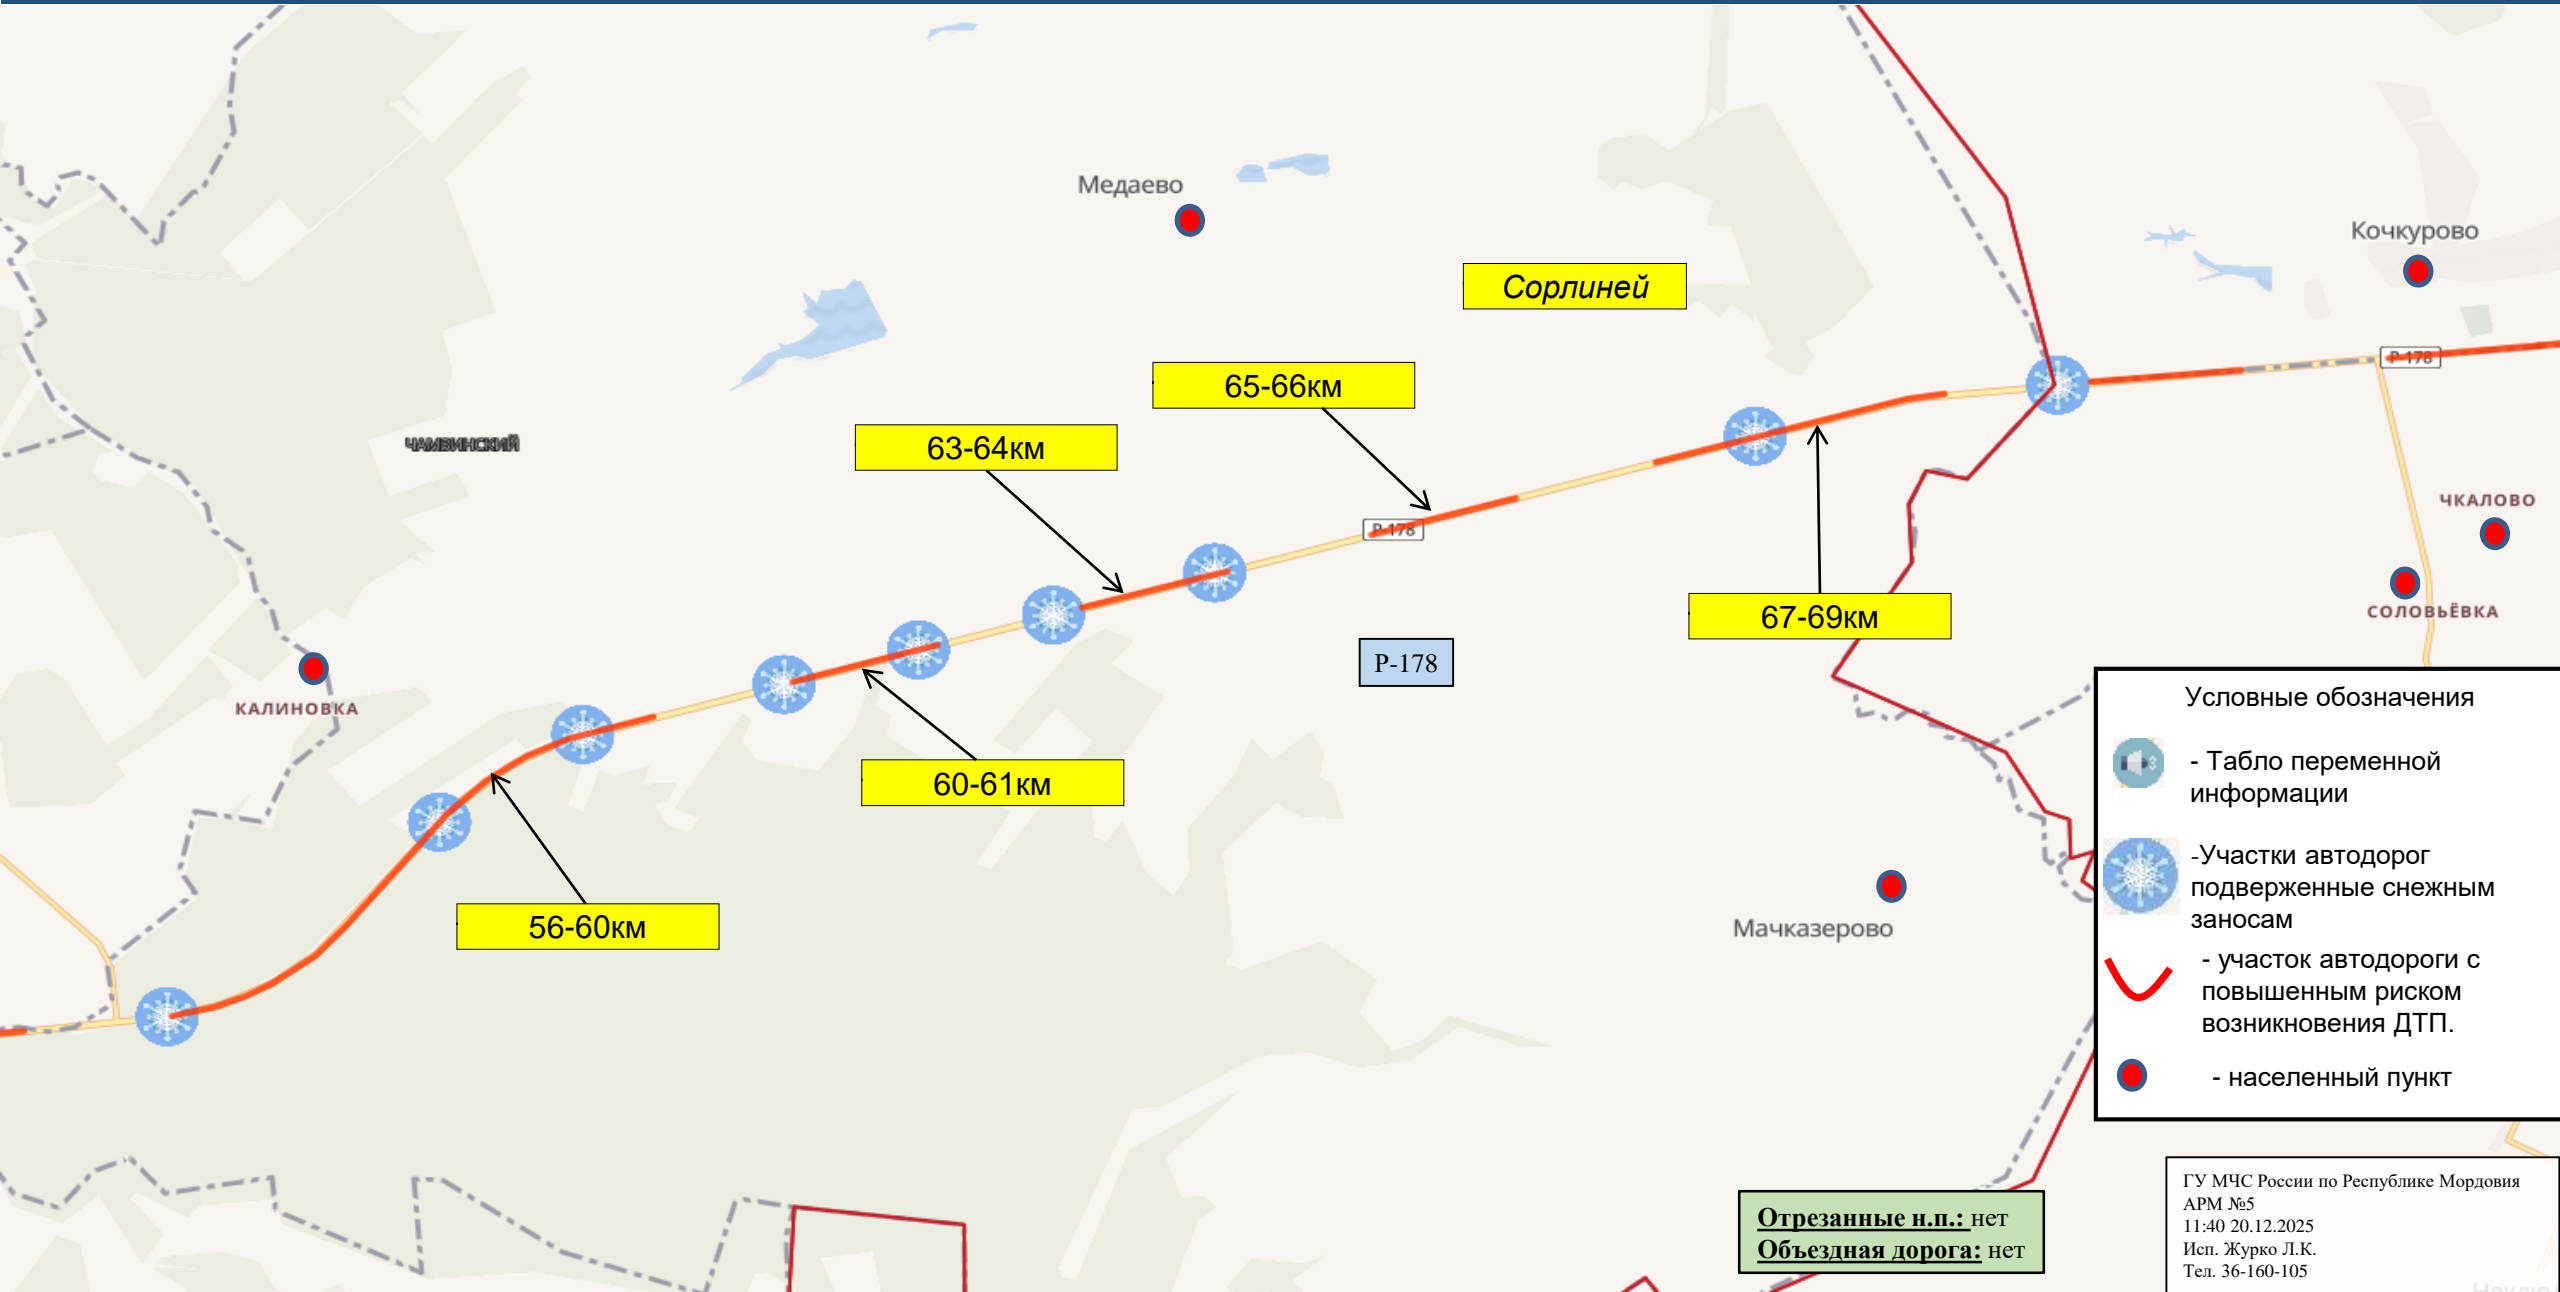 Медаево
Кочкурово
Сорлиней
Р-178
65-66км
63-64км
ЧАМЗИНСКИЙ
ЧКАЛОВО
Р-178
СОЛОВЬЁВКА
67-69км
Р-178
КАЛИНОВКА
60-61км
56-60км
Мачказерово
Условные обозначения
- Табло переменной
информации
-Участки автодорог
подверженные снежным
заносам
- участок автодороги с
повышенным риском
возникновения ДТП.
- населенный пункт
Отрезанные н.п.: нет
Объездная дорога: нет
ГУ МЧС России по Республике Мордовия
АРМ №5
11:40 20.12.2025
Исп. Журко Л.К.
Тел. 36-160-105